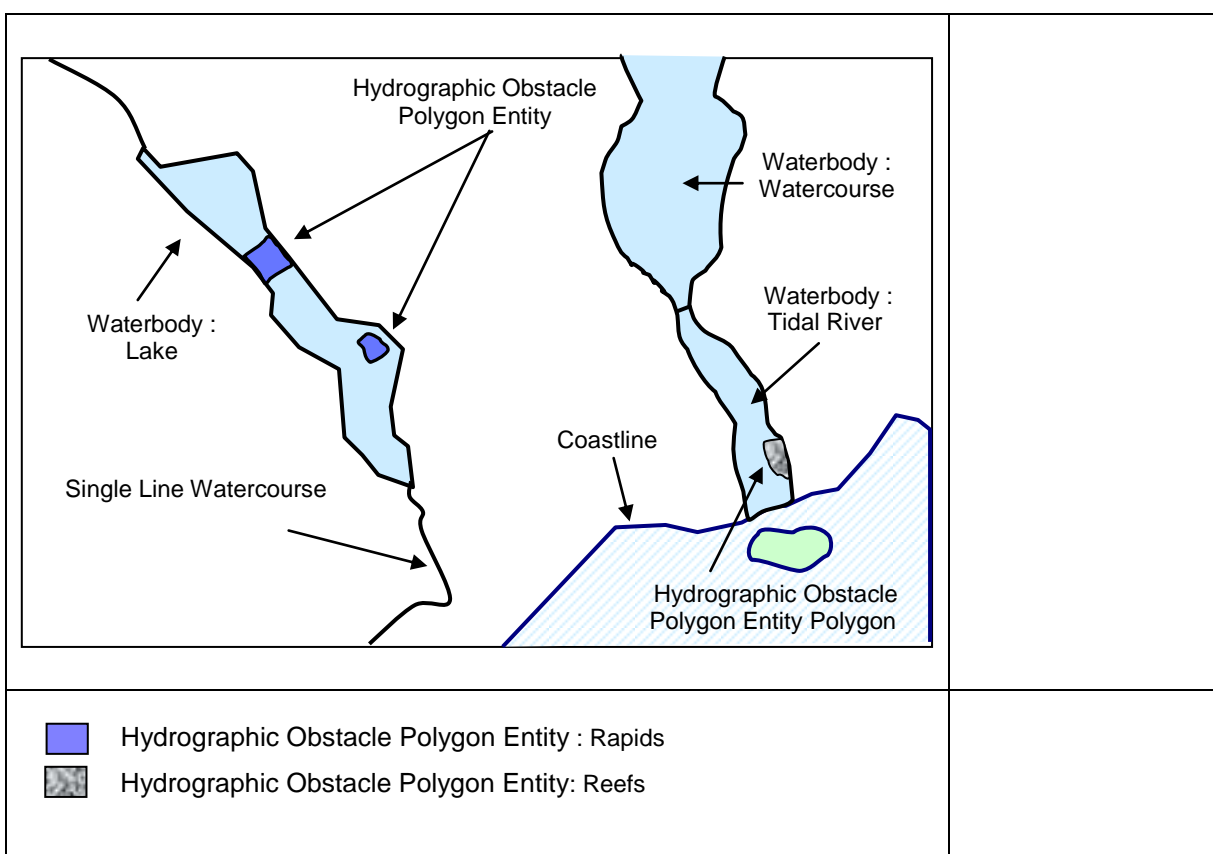 Hydrographic Obstacle
Polygon Entity
Waterbody :
Watercourse
Waterbody :
Lake
Waterbody :
Tidal River
Coastline
Single Line Watercourse
Hydrographic Obstacle
Polygon Entity Polygon
Hydrographic Obstacle Polygon Entity : Rapids
Hydrographic Obstacle Polygon Entity: Reefs